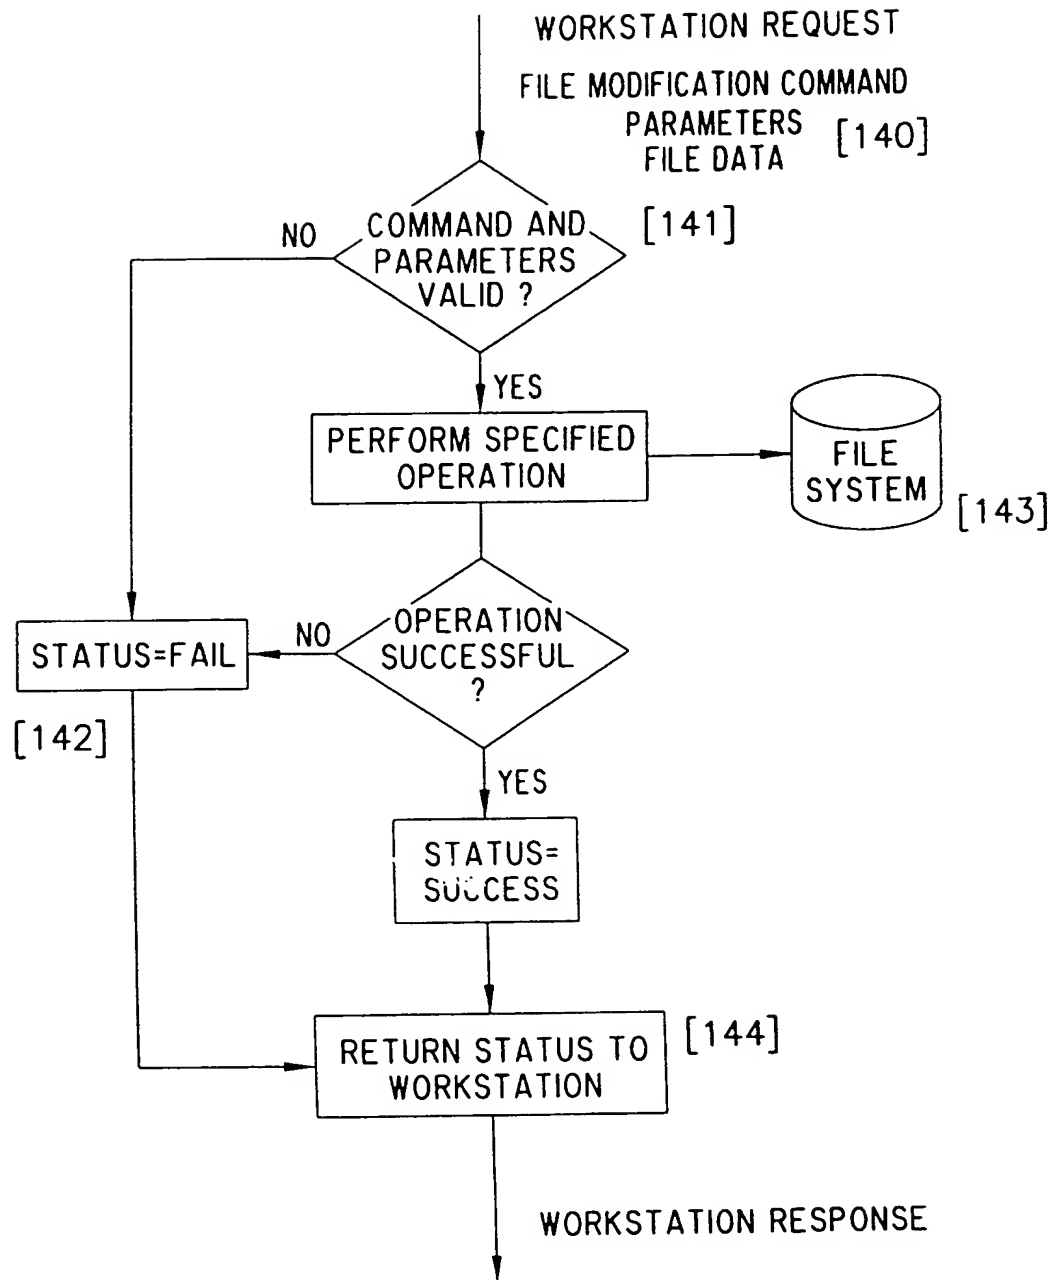 WORKSTATION REQUEST
FILE MODIFICATION COMMAND
PARAMETERS
FILE DATA
[140]
COMMAND AND
PARAMETERS
VALID ?
[141]
NO
YES
PERFORM SPECIFIED
OPERATION
FILE
SYSTEM
[143]
OPERATION
SUCCESSFUL
?
NO
STATUS=FAIL
[142]
YES
STATUS=
SUCCESS
RETURN STATUS TO
WORKSTATION
[144]
WORKSTATION RESPONSE